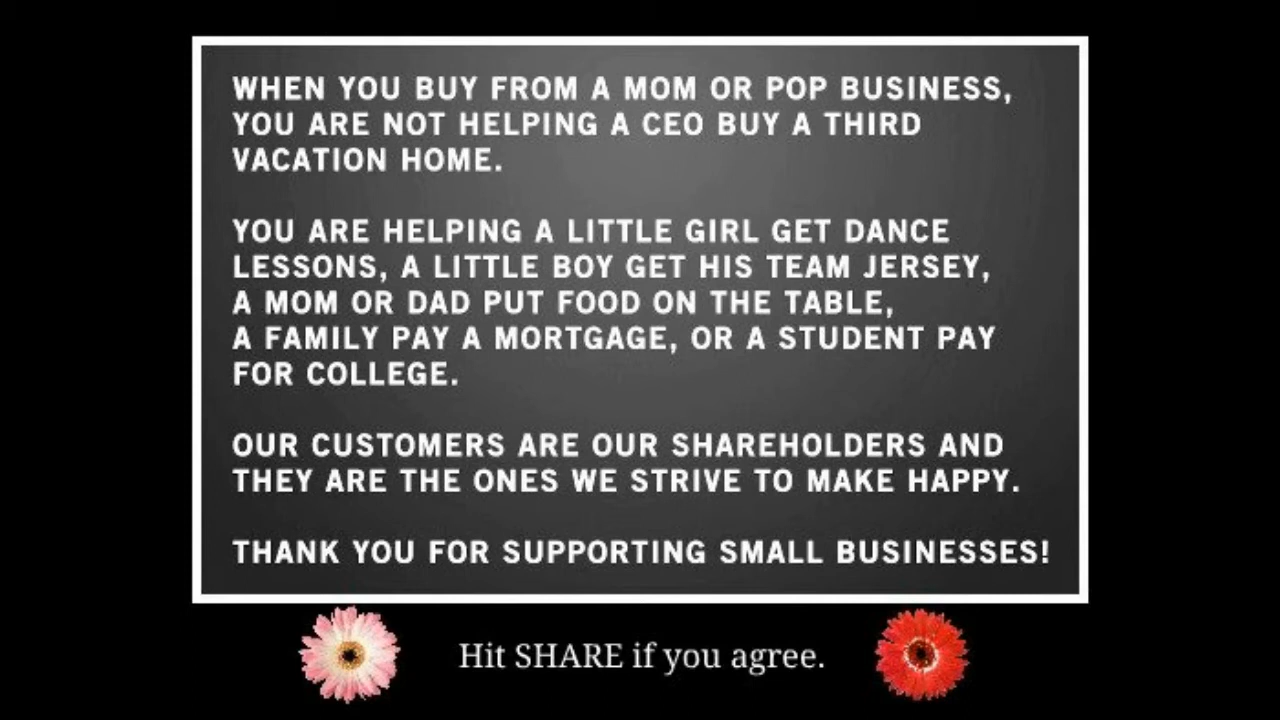 WHEN YOU BUY FROM A MOM OR POP BUSINESS,
YOU ARE NOT HELPING A CEO BUY A THIRD
VACATION HOME.
YOU ARE HELPING A LITTLE GIRL GET DANCE
LESSONS, A LITTLE BOY GET HIS TEAM JERSEY,
A MOM OR DAD PUT FOOD ON THE TABLE,
A FAMILY PAY A MORTGAGE, OR A STUDENT PAY
FOR COLLEGE.
OUR CUSTOMERS ARE OUR SHAREHOLDERS AND
THEY ARE THE ONES WE STRIVE TO MAKE HAPPY.
THANK YOU FOR SUPPORTING SMALL BUSINESSES!
Hit SHARE if you agree.